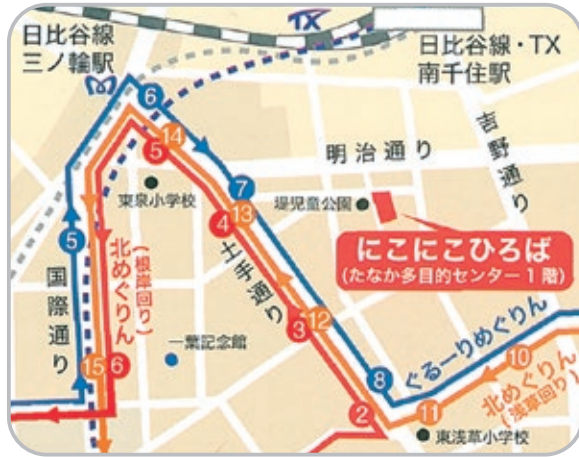 TX
日比谷線
三ノ輪駅
日比谷線・TX
南千住駅
6
14
5
明治通り
吉野通り
7
13
4
東泉小学校
堤児童公園
にこにこひろば
(たなか多目的センター1階)
5
国際通り
北めぐりん
(根岸回り)
土手通り
12
3
一葉記念館
15
6
8
ぐるーりめぐりん
10
北めぐりん
(浅草回り)
2
11
東浅草小学校